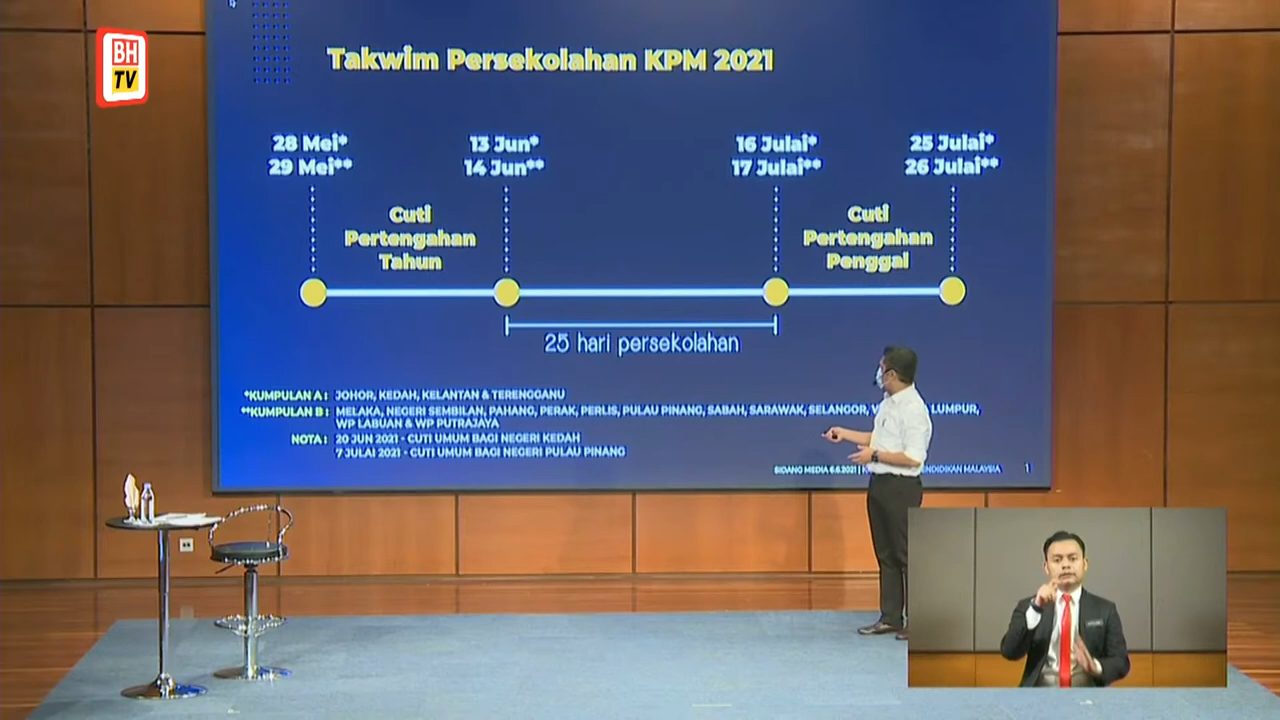 BH
TV
Takwim Persekolahan KPM 2021
28 Mei* 13 Jun* 16 Julai* 25 Julai*
29 Mei** 14 Jun** 17 Julai** 26 Julai**
Cuti Pertengahan Tahun
Cuti Pertengahan Penggal
25 hari persekolahan
*KUMPULAN A : JOHOR, KEDAH, KELANTAN & TERENGGANU
**KUMPULAN B : MELAKA, NEGERI SEMBILAN, PAHANG, PERAK, PERLIS, PULAU PINANG, SABAH, SARAWAK, SELANGOR, LUMPUR,
WP LABUAN & WP PUTRAJAYA
NOTA : 20 JUN 2021 - CUTI UMUM BAGI NEGERI KEDAH
7 JULAI 2021 - CUTI UMUM BAGI NEGERI PULAU PINANG
SIDANG MEDIA 6.6.2021 | MALAYSIA 1